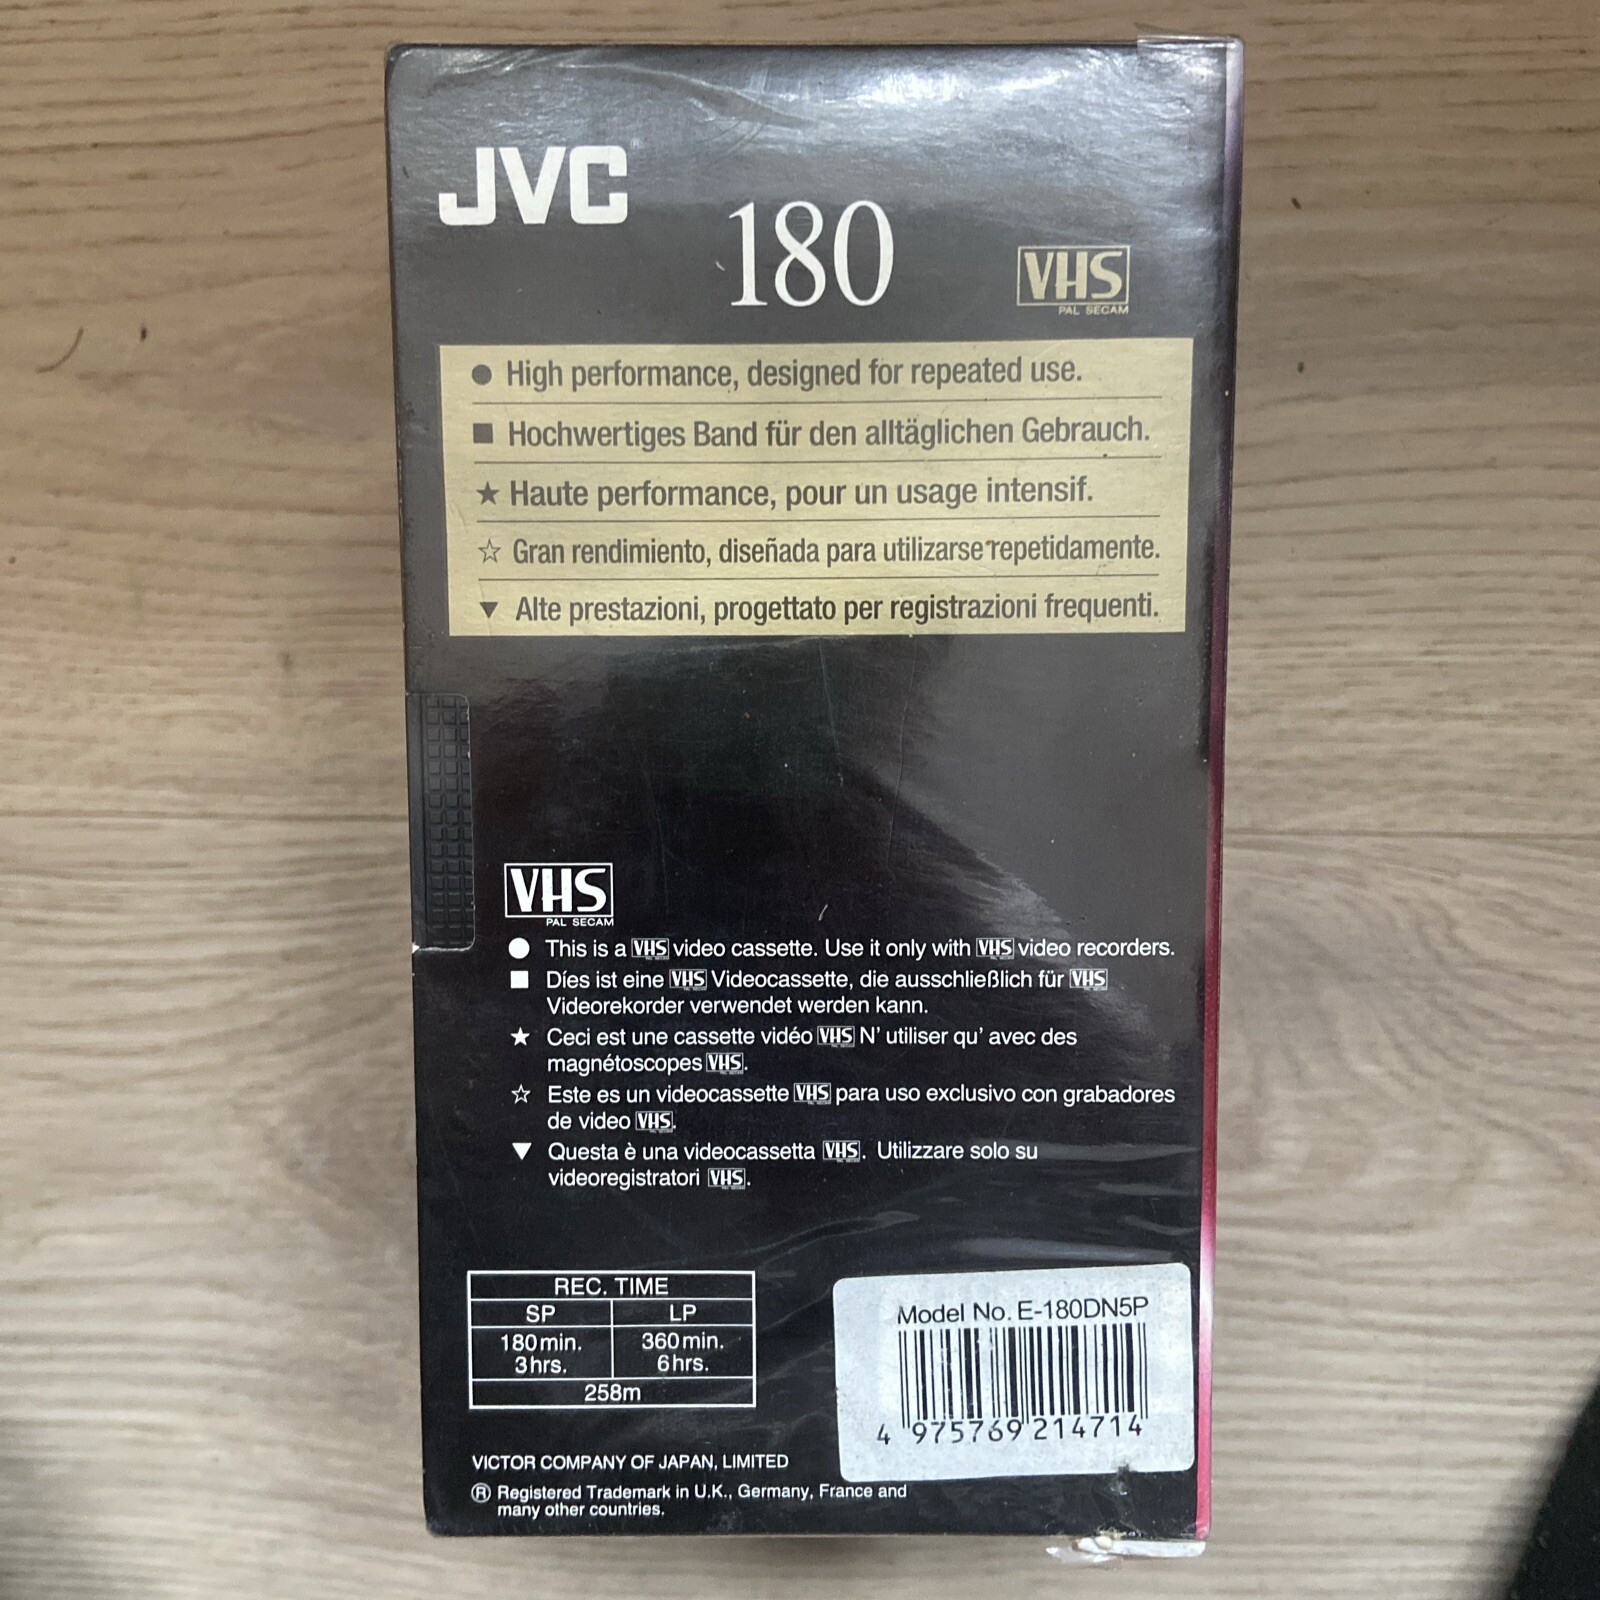 JVC
180
VHS
PAL SECAM
● High performance, designed for repeated use.
■ Hochwertiges Band für den alltäglichen Gebrauch.
★ Haute performance, pour un usage intensif.
☆ Gran rendimiento, diseñada para utilizarse repetidamente.
▼ Alte prestazioni, progettato per registrazioni frequenti.
VHS
PAL SECAM
● This is a VHS video cassette. Use it only with VHS video recorders.
■ Díes ist eine VHS Videocassette, die ausschließlich für VHS
Videorekorder verwendet werden kann.
★ Ceci est une cassette vidéo VHS N' utiliser qu' avec des
magnétoscopes VHS.
☆ Este es un videocassette VHS para uso exclusivo con grabadores
de video VHS.
▼ Questa è una videocassetta VHS. Utilizzare solo su
videoregistratori VHS.
REC. TIME
SP LP
180min. 360min.
3hrs. 6hrs.
258m
Model No. E-180DN5P
4 975769 214714
VICTOR COMPANY OF JAPAN, LIMITED
® Registered Trademark in U.K., Germany, France and
many other countries.